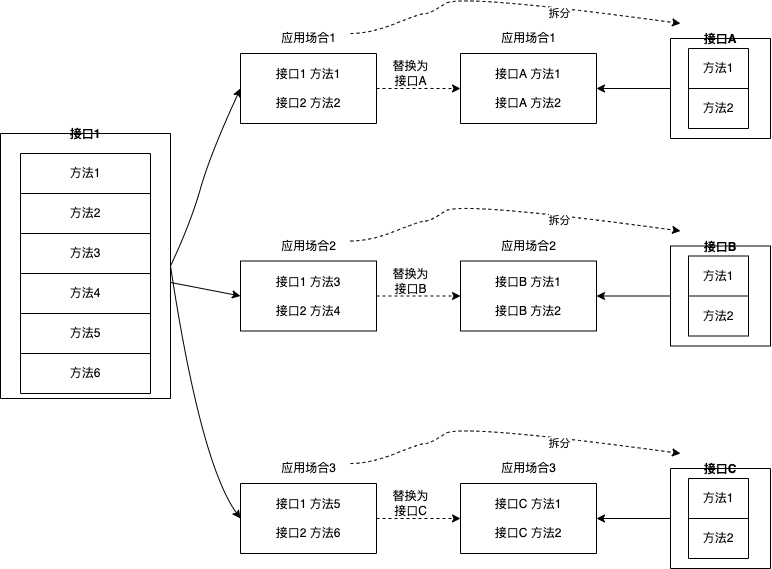 接口1
方法1
方法2
方法3
方法4
方法5
方法6
应用场合1
接口1 方法1
接口2 方法2
替换为
接口A
应用场合1
接口A 方法1
接口A 方法2
拆分
接口A
方法1
方法2
应用场合2
接口1 方法3
接口2 方法4
替换为
接口B
应用场合2
接口B 方法1
接口B 方法2
拆分
接口B
方法1
方法2
应用场合3
接口1 方法5
接口2 方法6
替换为
接口C
应用场合3
接口C 方法1
接口C 方法2
拆分
接口C
方法1
方法2